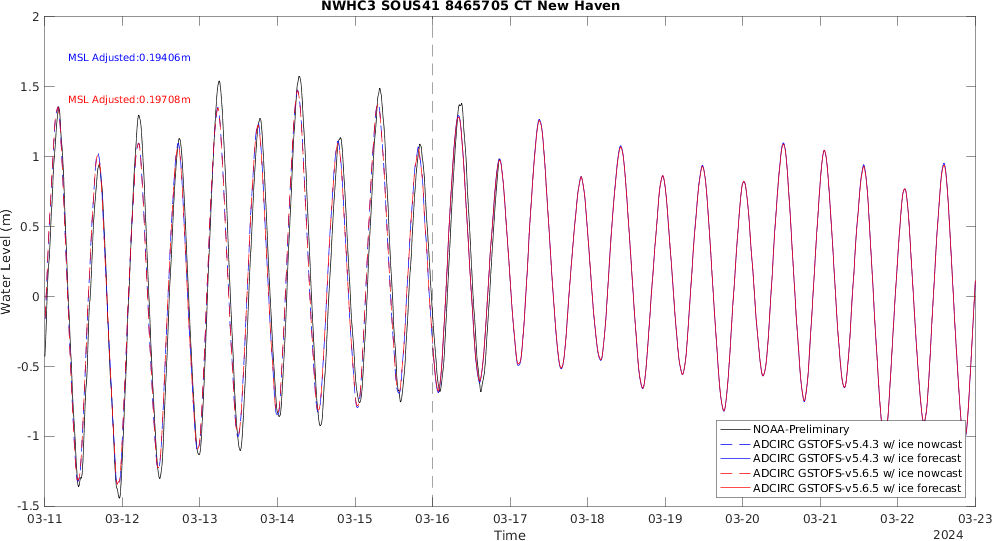 NWHC3 SOUS41 8465705 CT New Haven
2
MSL Adjusted:0.19406m
1.5
MSL Adjusted:0.19708m
1
0.5
0
-0.5
-1
-1.5
Water Level (m)
NOAA-Preliminary
ADCIRC GSTOFS-v5.4.3 w/ ice nowcast
ADCIRC GSTOFS-v5.4.3 w/ ice forecast
ADCIRC GSTOFS-v5.6.5 w/ ice nowcast
ADCIRC GSTOFS-v5.6.5 w/ ice forecast
03-11 03-12 03-13 03-14 03-15 03-16 03-17 03-18 03-19 03-20 03-21 03-22 03-23
Time
2024